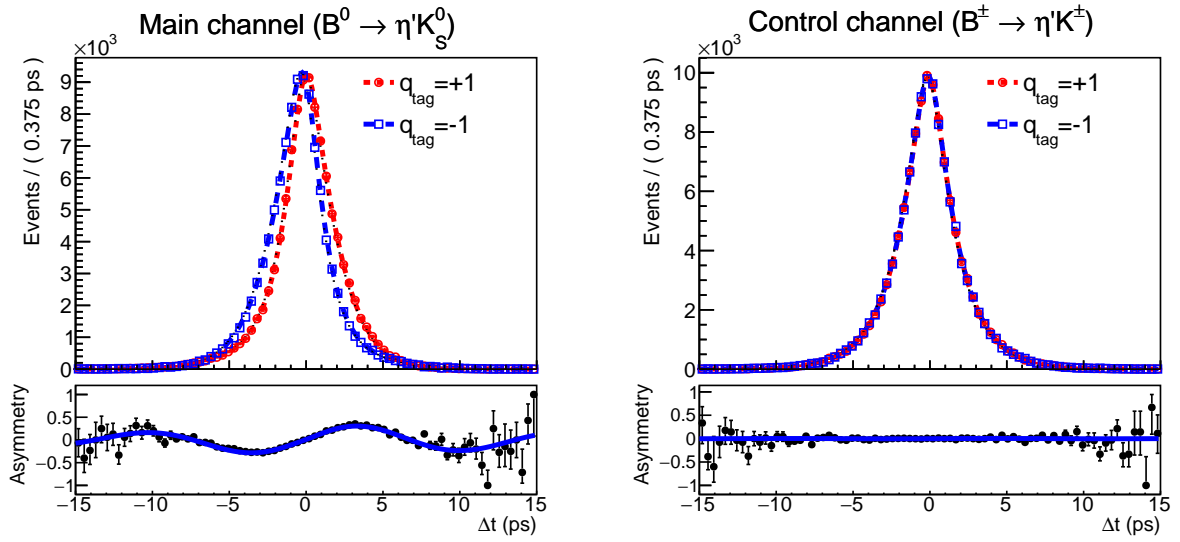 Main channel (B⁰ → η'K⁰_S)
×10³
Events / ( 0.375 ps )
9
8
7
6
5
4
3
2
1
0
q_tag=+1
q_tag=-1
Asymmetry
1
0.5
0
−0.5
−1
−15 −10 −5 0 5 10 15
Δt (ps)
Control channel (B± → η'K±)
×10³
Events / ( 0.375 ps )
10
8
6
4
2
0
q_tag=+1
q_tag=-1
Asymmetry
1
0.5
0
−0.5
−1
−15 −10 −5 0 5 10 15
Δt (ps)